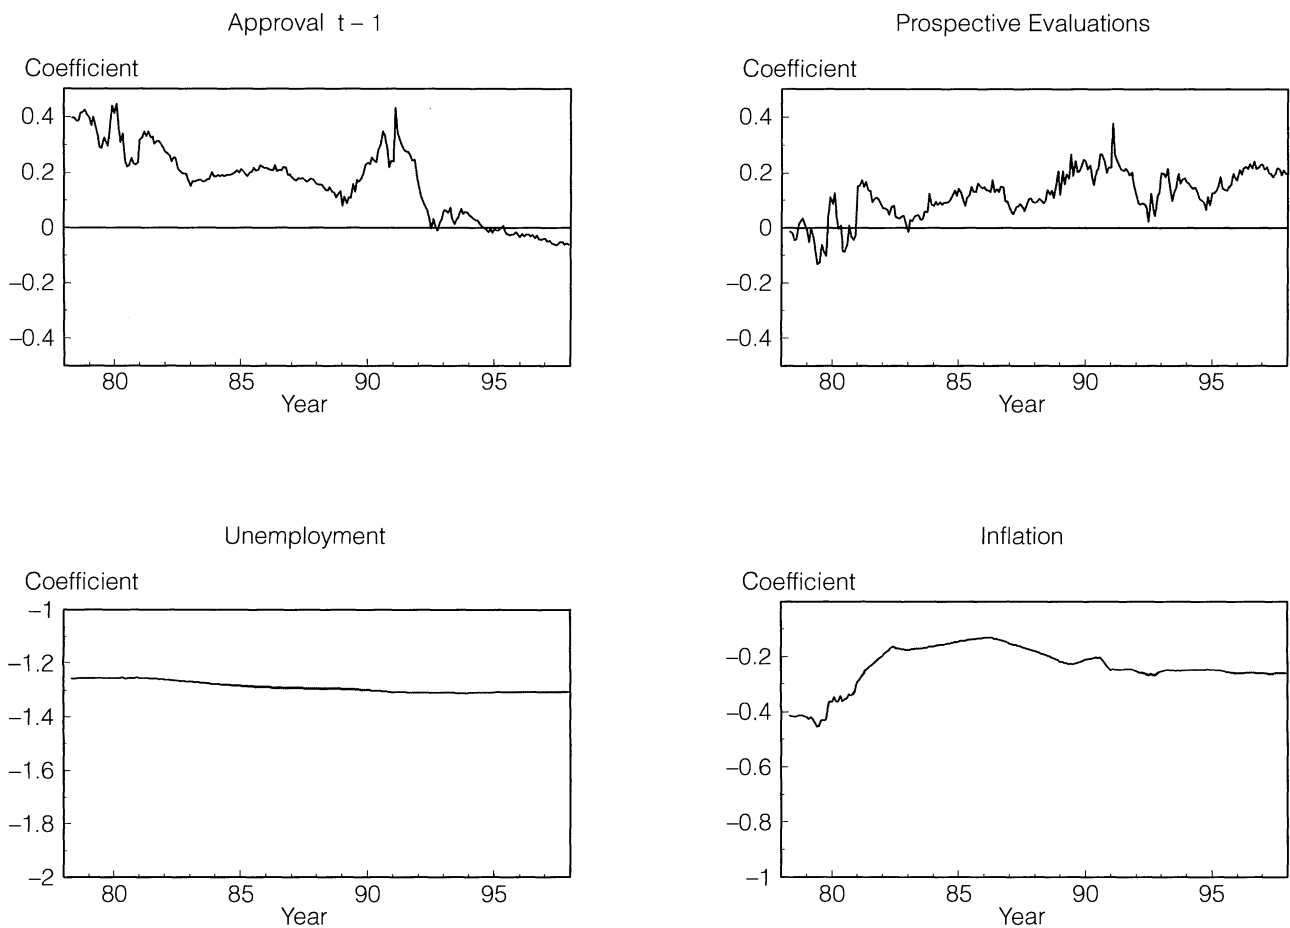 Approval t – 1
Coefficient
0.4
0.2
0
–0.2
–0.4
80 85 90 95
Year
Prospective Evaluations
Coefficient
0.4
0.2
0
–0.2
–0.4
80 85 90 95
Year
Unemployment
Coefficient
–1
–1.2
–1.4
–1.6
–1.8
–2
80 85 90 95
Year
Inflation
Coefficient
–0.2
–0.4
–0.6
–0.8
–1
80 85 90 95
Year